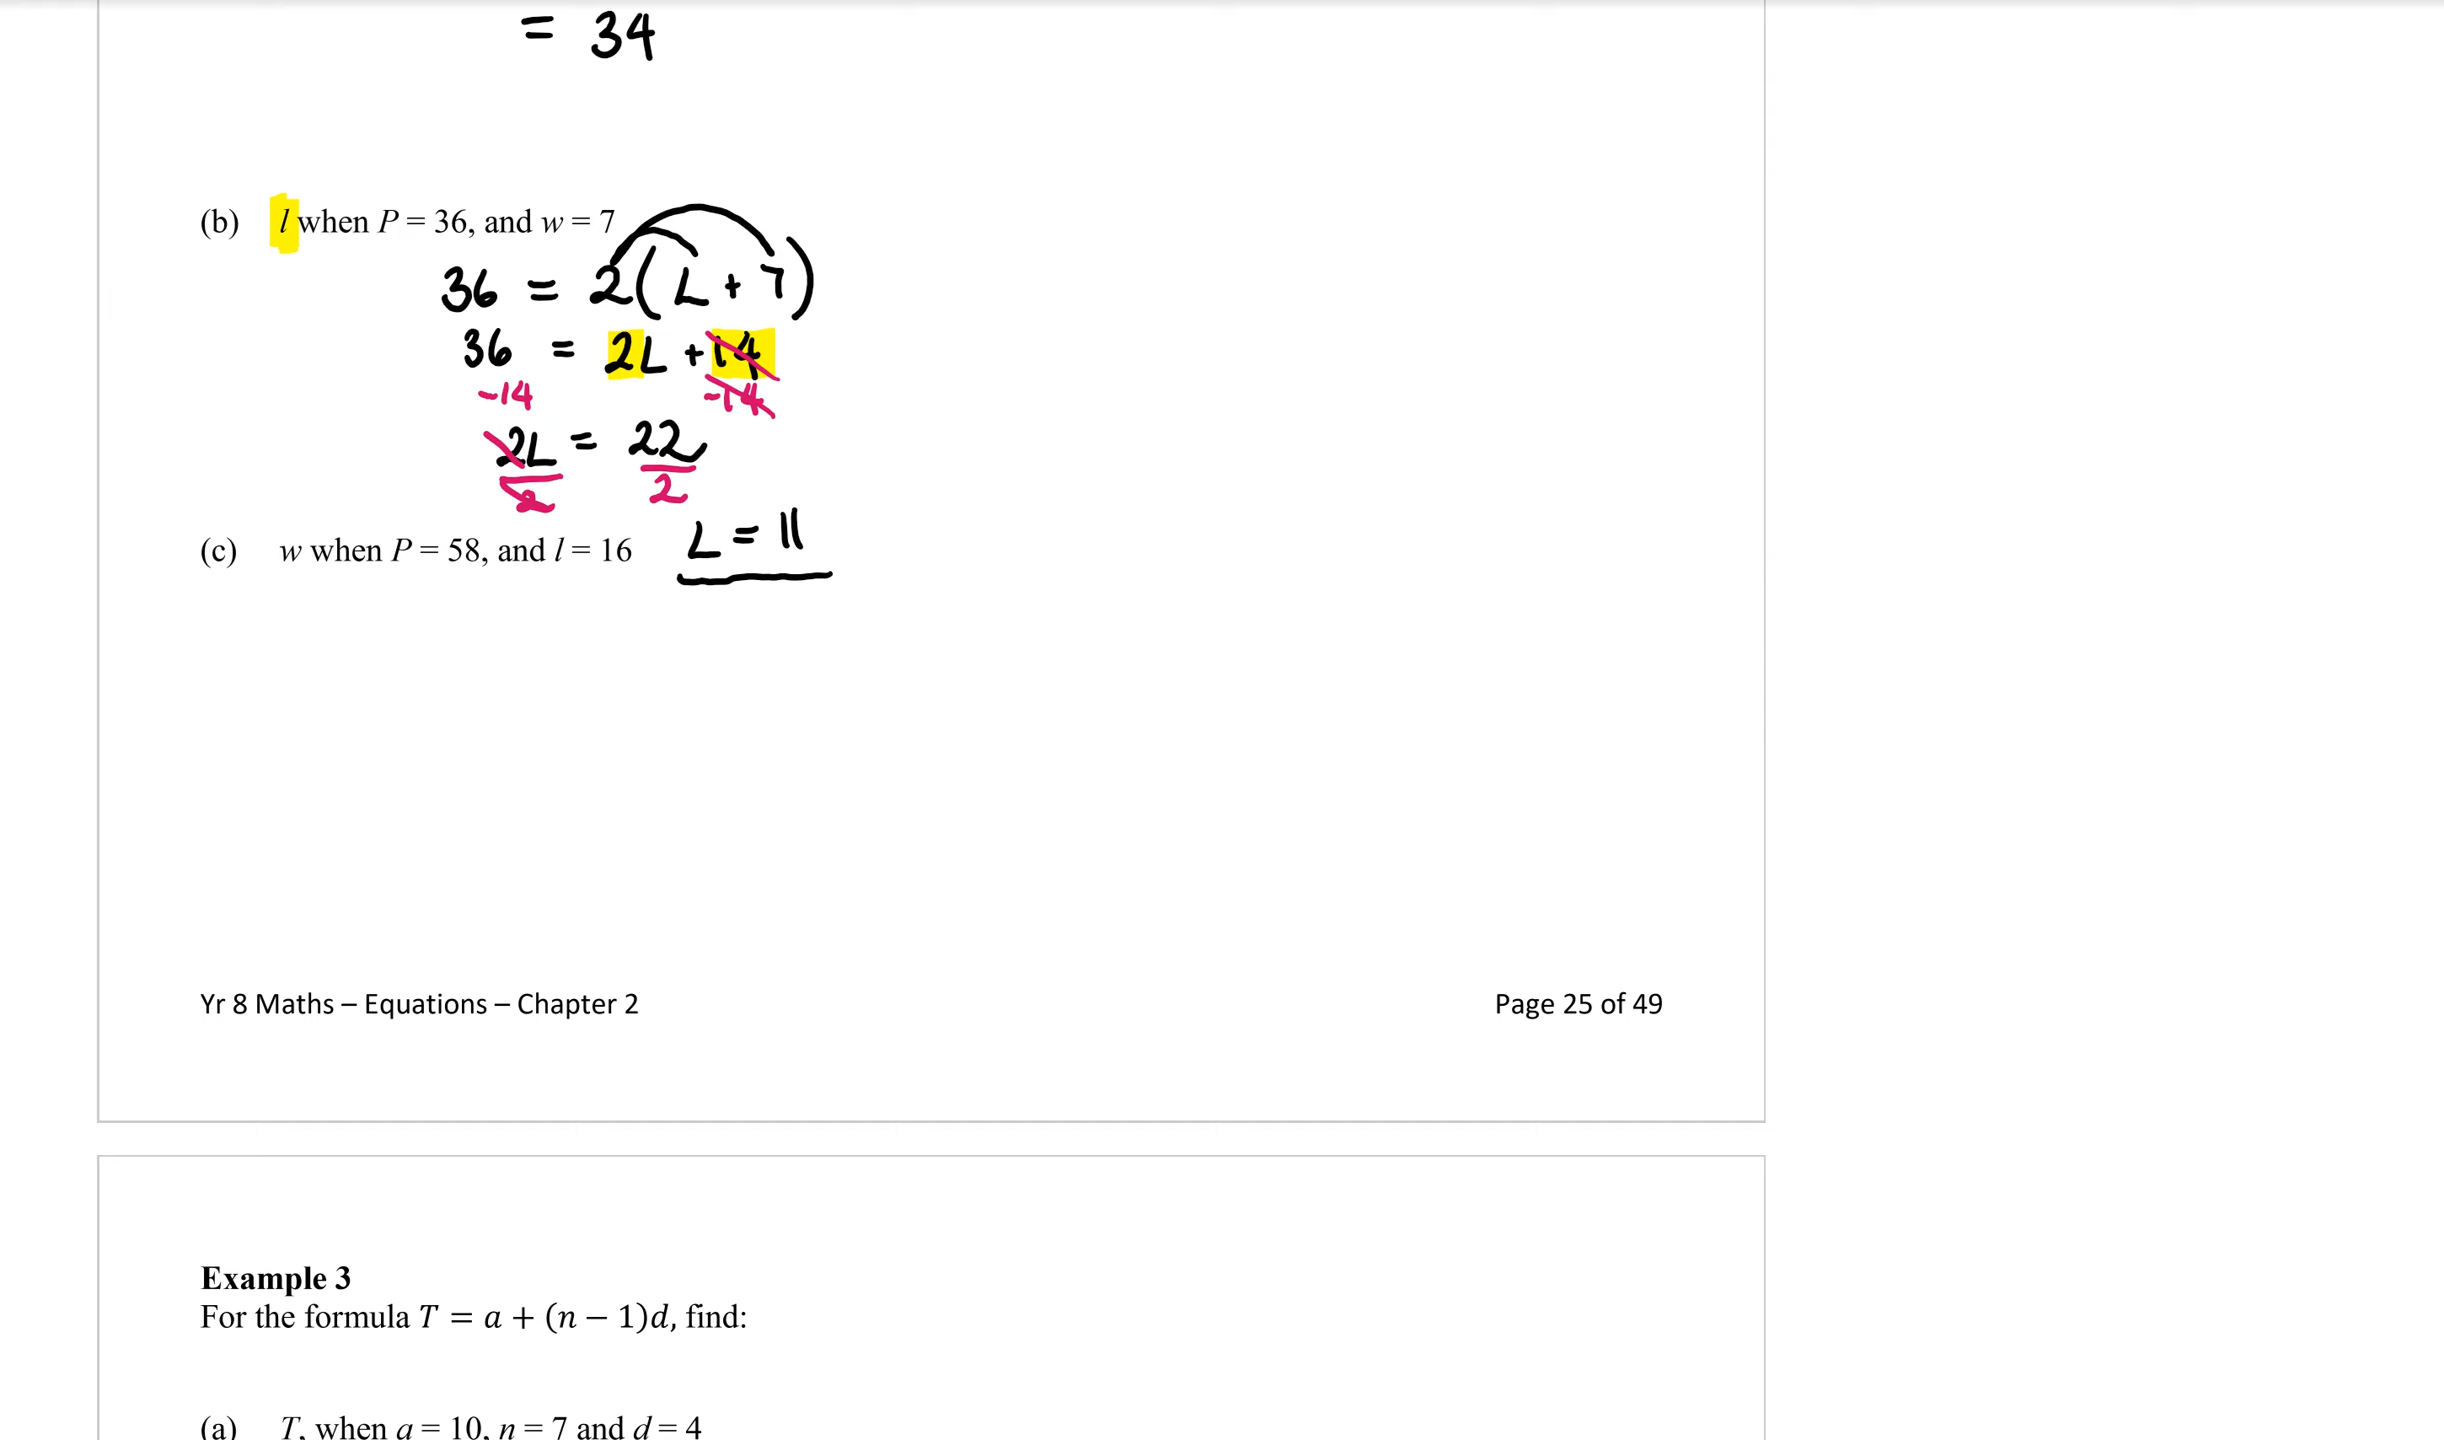 = 34
(b) l when P = 36, and w = 7
36 = 2(L + 7)
36 = 2L + 14
-14 -14
2L = 22
2 2
L = 11
(c) w when P = 58, and l = 16
Yr 8 Maths – Equations – Chapter 2
Page 25 of 49
Example 3
For the formula T = a + (n − 1)d, find:
(a) T, when a = 10, n = 7 and d = 4